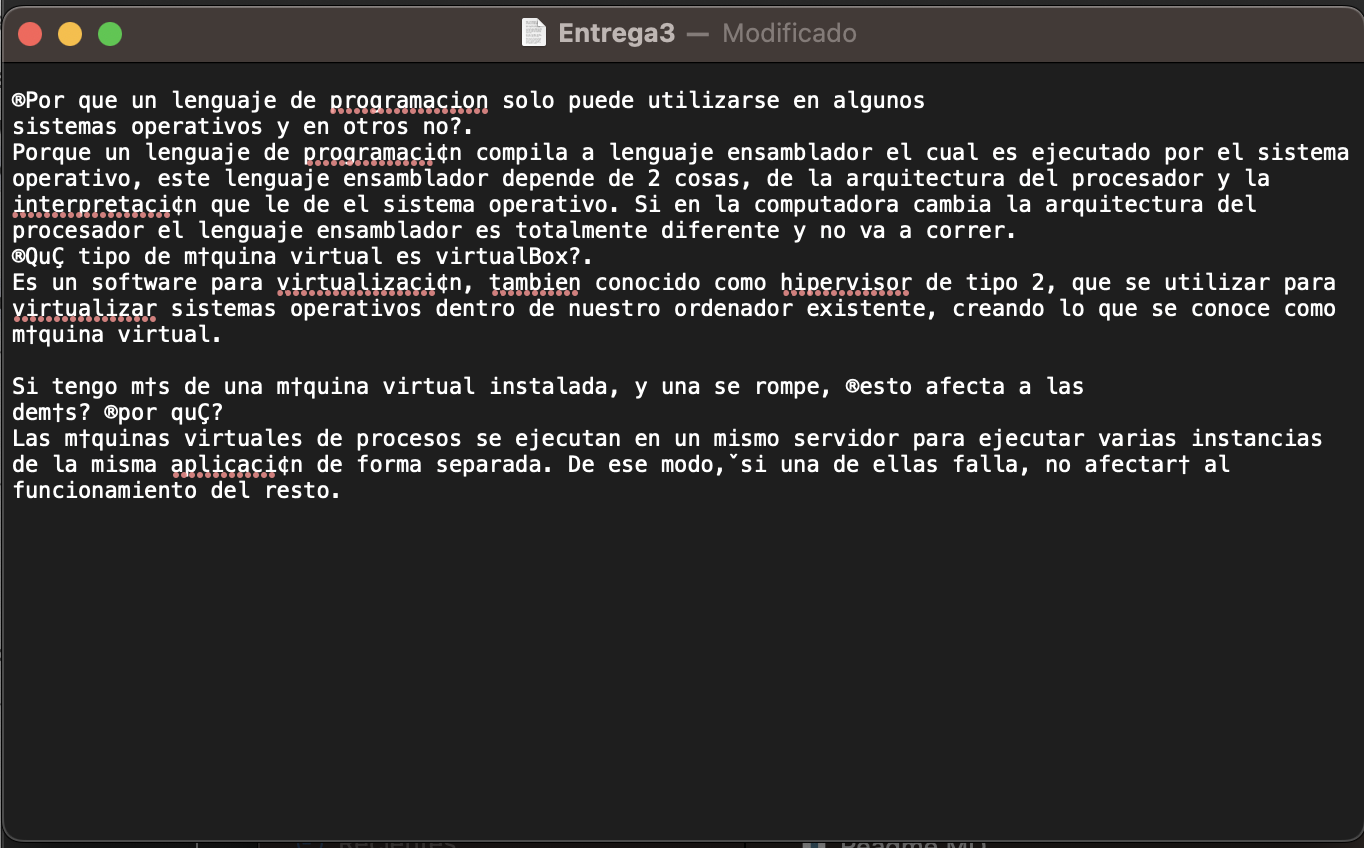 Entrega3 — Modificado
®Por que un lenguaje de programacion solo puede utilizarse en algunos
sistemas operativos y en otros no?.
Porque un lenguaje de programaci¢n compila a lenguaje ensamblador el cual es ejecutado por el sistema
operativo, este lenguaje ensamblador depende de 2 cosas, de la arquitectura del procesador y la
interpretaci¢n que le de el sistema operativo. Si en la computadora cambia la arquitectura del
procesador el lenguaje ensamblador es totalmente diferente y no va a correr.
®QuÇ tipo de m†quina virtual es virtualBox?.
Es un software para virtualizaci¢n, tambien conocido como hipervisor de tipo 2, que se utilizar para
virtualizar sistemas operativos dentro de nuestro ordenador existente, creando lo que se conoce como
m†quina virtual.
Si tengo m†s de una m†quina virtual instalada, y una se rompe, ®esto afecta a las
dem†s? ®por quÇ?
Las m†quinas virtuales de procesos se ejecutan en un mismo servidor para ejecutar varias instancias
de la misma aplicaci¢n de forma separada. De ese modo,ˇsi una de ellas falla, no afectar† al
funcionamiento del resto.